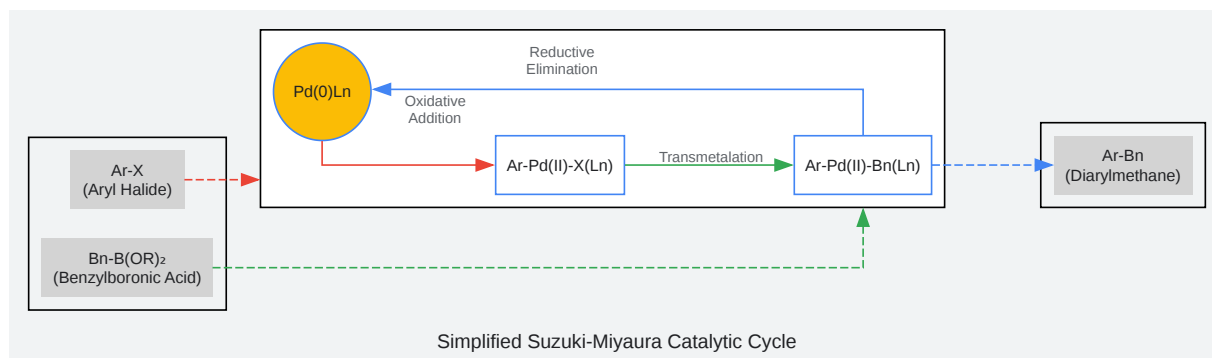 Reductive
Elimination
Pd(0)Ln
Oxidative
Addition
Ar-X
(Aryl Halide)
Ar-Pd(II)-X(Ln)
Transmetalation
Ar-Pd(II)-Bn(Ln)
Ar-Bn
(Diarylmethane)
Bn-B(OR)₂
(Benzylboronic Acid)
Simplified Suzuki-Miyaura Catalytic Cycle